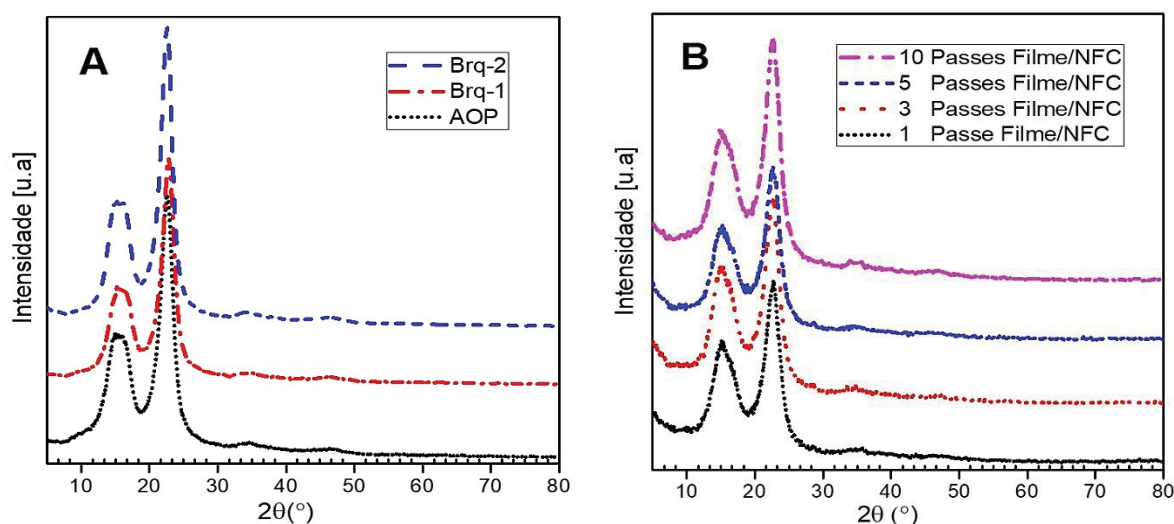 A
Brq-2
Brq-1
AOP
Intensidade [u.a]
10 20 30 40 50 60 70 80
2θ(°)
B
10 Passes Filme/NFC
5 Passes Filme/NFC
3 Passes Filme/NFC
1 Passe Filme/NFC
Intensidade [u.a]
10 20 30 40 50 60 70 80
2θ (°)